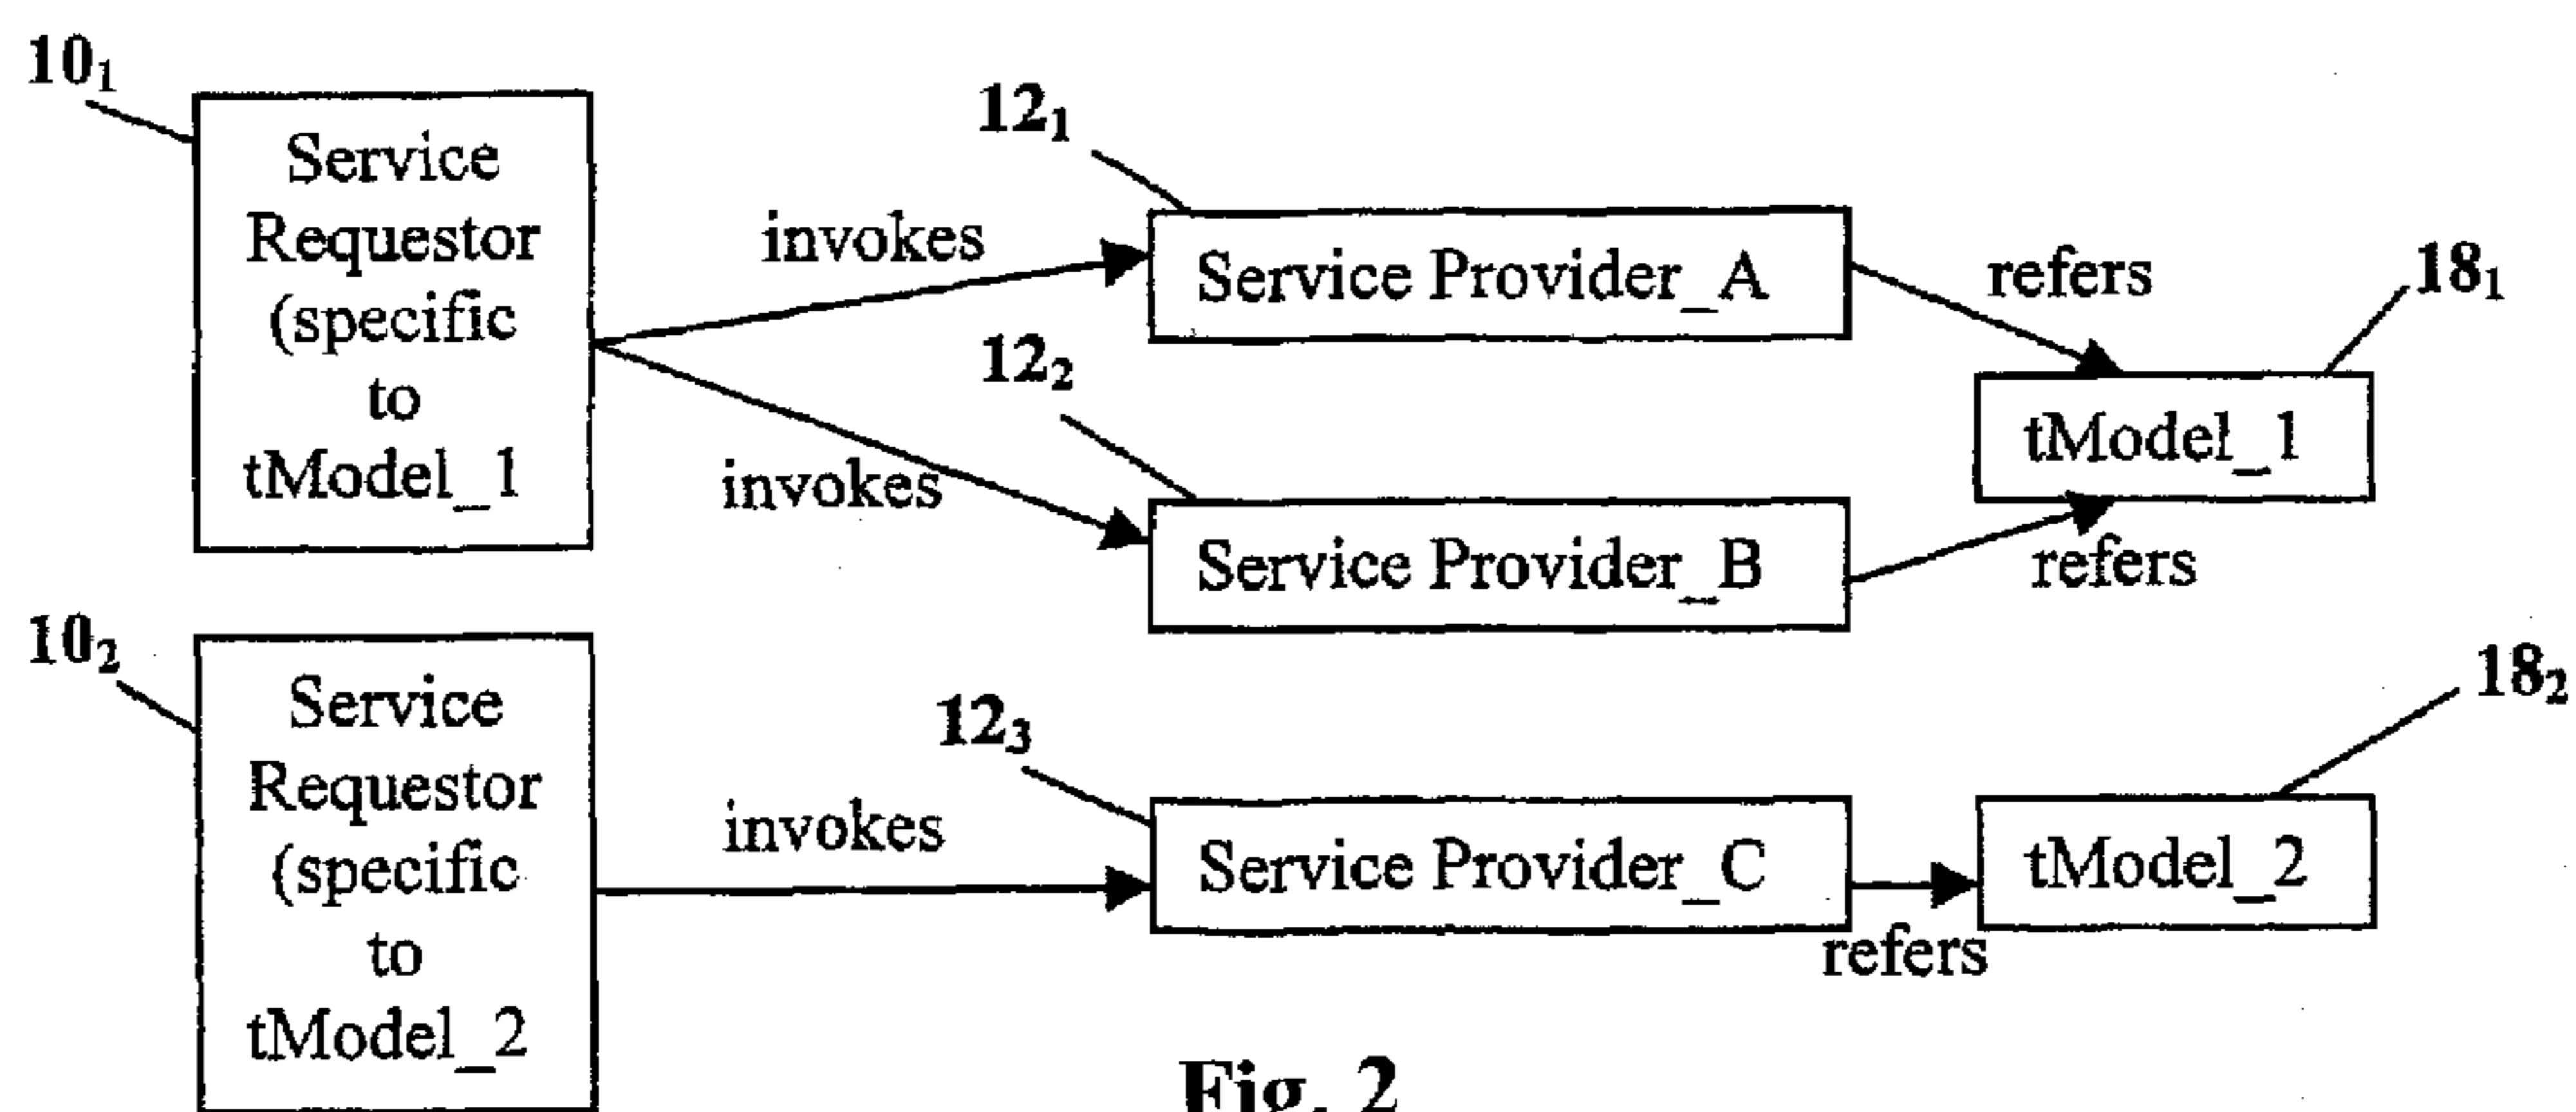 10₁
Service
Requestor
(specific
to
tModel_1
invokes
invokes
12₁
Service Provider_A
12₂
Service Provider_B
refers
refers
18₁
tModel_1
10₂
Service
Requestor
(specific
to
tModel_2
invokes
12₃
Service Provider_C
refers
18₂
tModel_2
Fig. 2